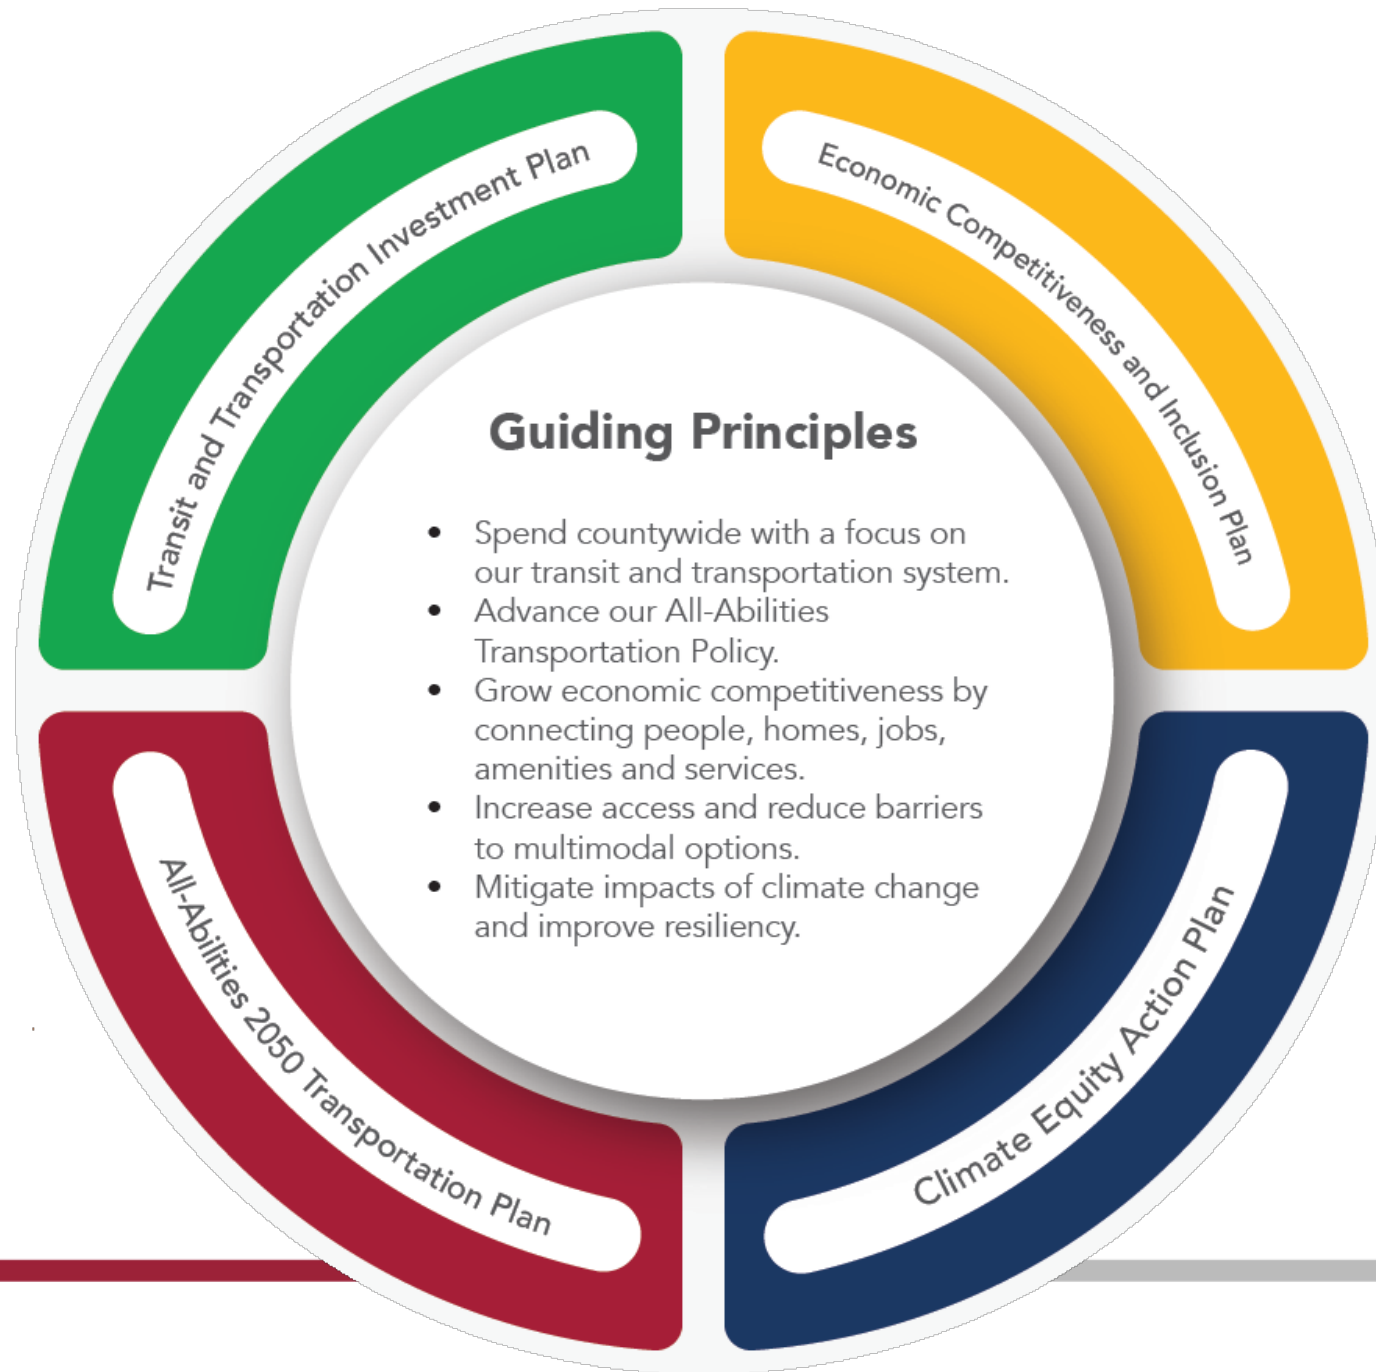 Transit and Transportation Investment Plan
Economic Competitiveness and Inclusion Plan
Guiding Principles
• Spend countywide with a focus on
our transit and transportation system.
• Advance our All-Abilities
Transportation Policy.
• Grow economic competitiveness by
connecting people, homes, jobs,
amenities and services.
• Increase access and reduce barriers
to multimodal options.
• Mitigate impacts of climate change
and improve resiliency.
All-Abilities 2050 Transportation Plan
Climate Equity Action Plan